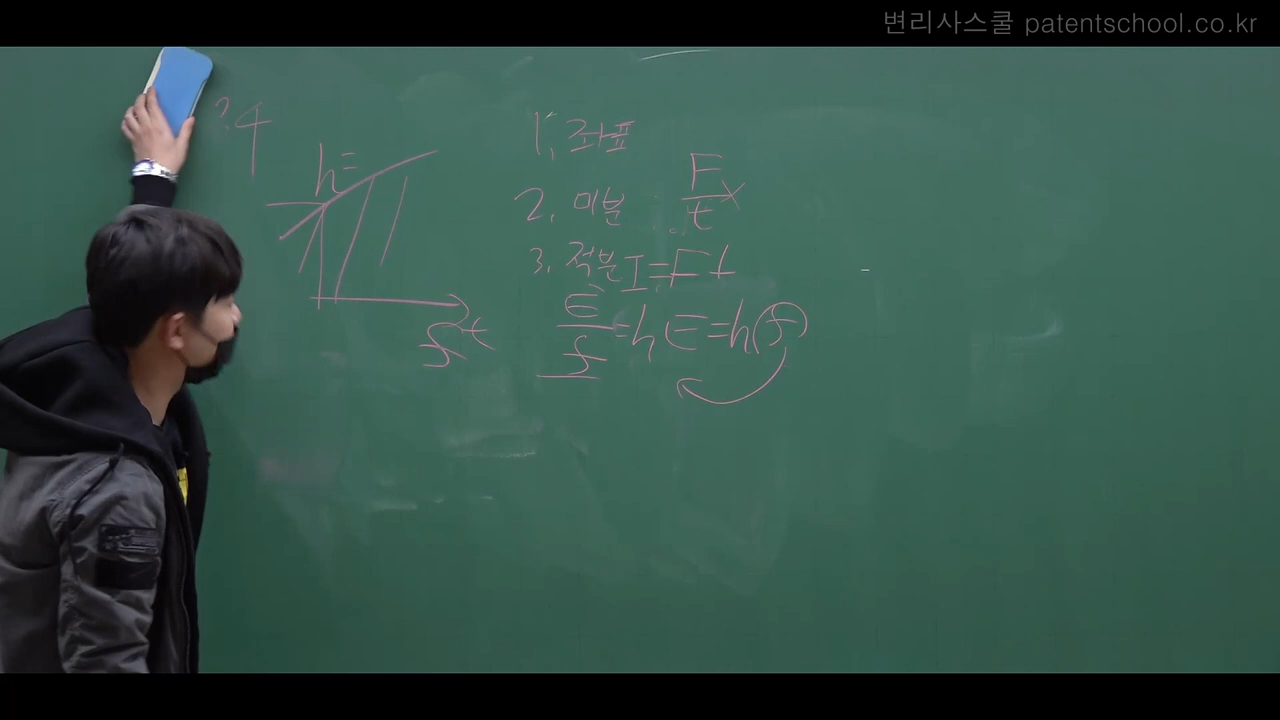 변리사스쿨 patentschool.co.kr
h=
f t
1. 좌표
2. 미분 F/t x
3. 적분 I=Ft
E/f=h E=h(f)